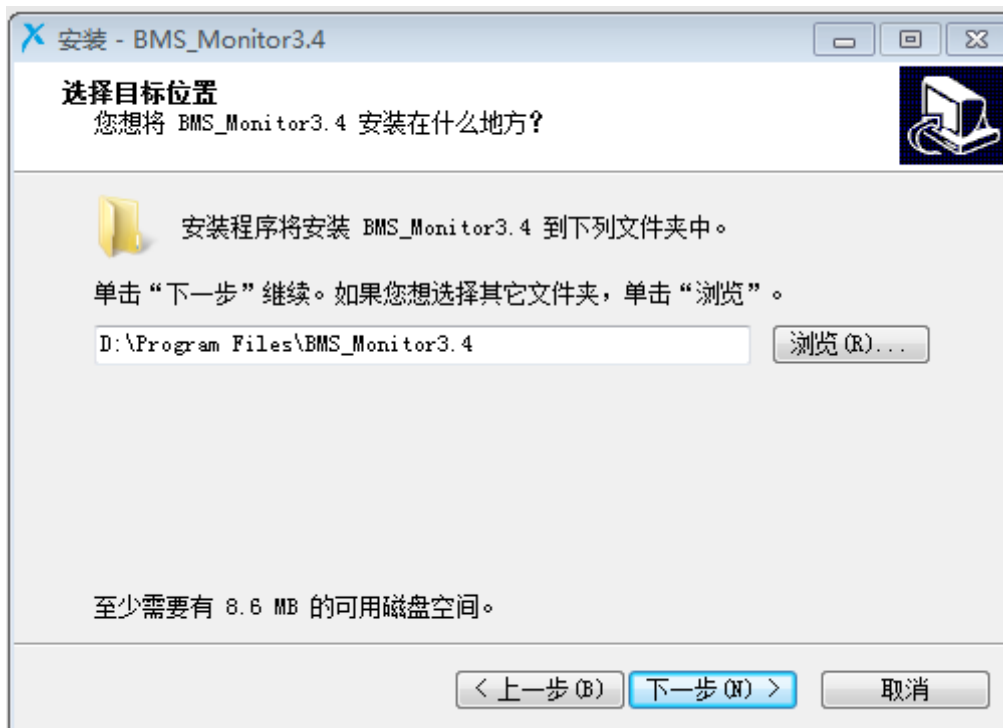 安装 - BMS_Monitor3.4
选择目标位置
您想将 BMS_Monitor3.4 安装在什么地方?
安装程序将安装 BMS_Monitor3.4 到下列文件夹中。
单击“下一步”继续。如果您想选择其它文件夹，单击“浏览”。
D:\Program Files\BMS_Monitor3.4
浏览(R)...
至少需要有 8.6 MB 的可用磁盘空间。
< 上一步(B) 下一步(N) > 取消